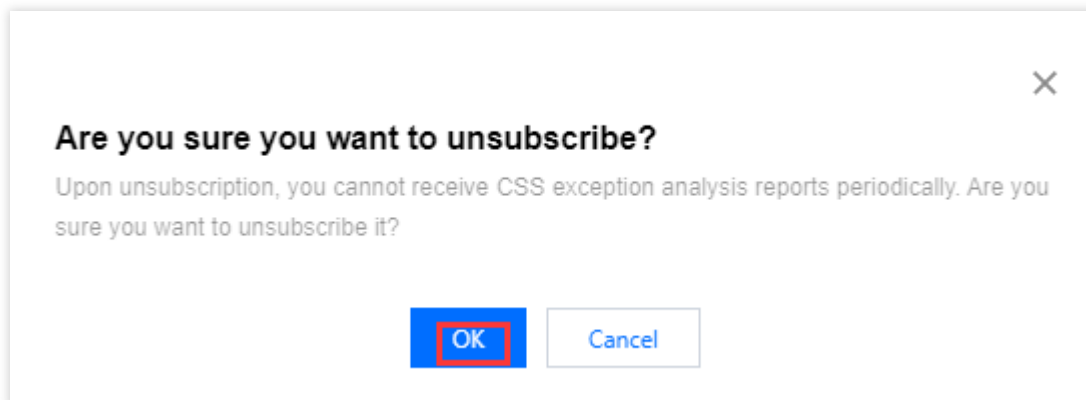 Are you sure you want to unsubscribe?
Upon unsubscription, you cannot receive CSS exception analysis reports periodically. Are you
sure you want to unsubscribe it?
OK
Cancel